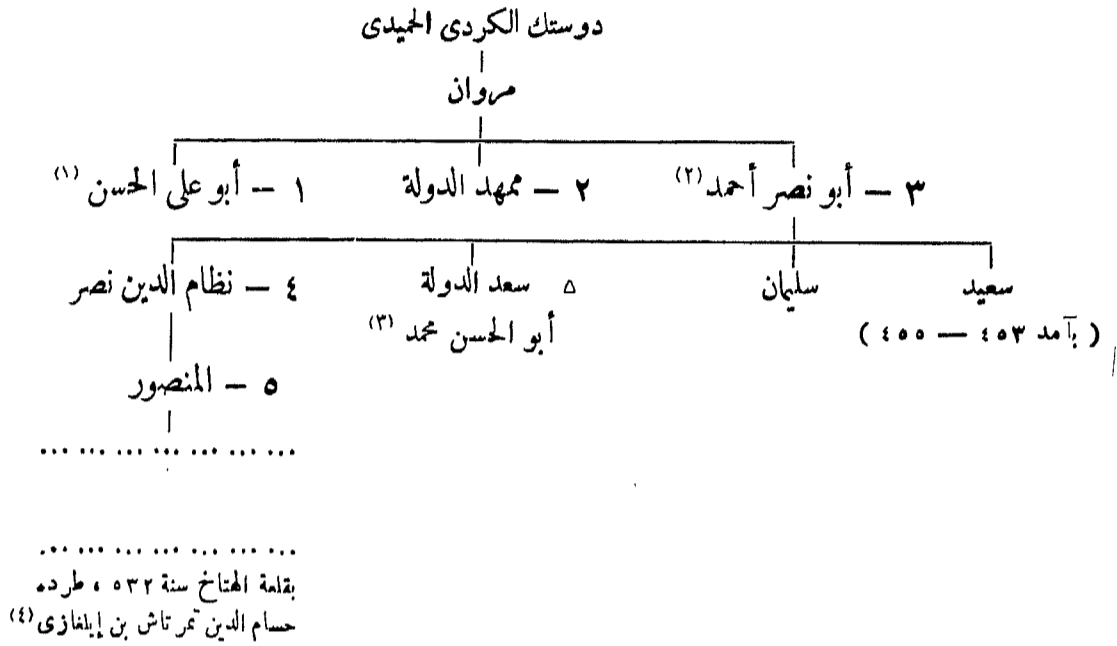 دوستك الكردى الحميدى
مروان
٣ — أبو نصر أحمد (٢) ٢ — ممهد الدولة ١ — أبو على الحسن (١)
سعيد سليمان △ سعد الدولة ٤ — نظام الدين نصر
( بآمد ٤٥٣ — ٤٥٥ ) أبو الحسن محمد (٣)
٥ — المنصور
... ... ... ... ... ... ...
... ... ... ... ... ... ...
بقلعة الهتاخ سنة ٥٣٢ ، طرده
حسام الدين تمر تاش بن إيلغازى (٤)